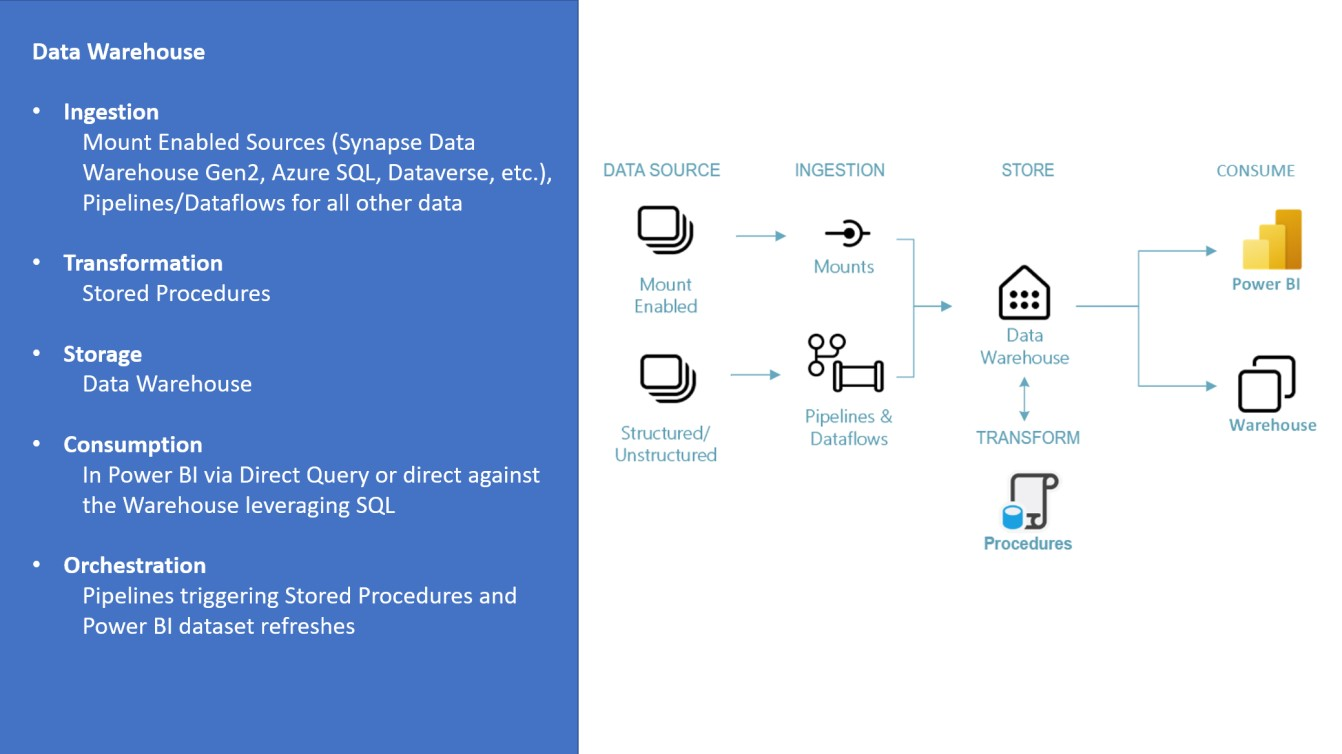 Data Warehouse
• Ingestion
Mount Enabled Sources (Synapse Data
Warehouse Gen2, Azure SQL, Dataverse, etc.),
Pipelines/Dataflows for all other data
• Transformation
Stored Procedures
• Storage
Data Warehouse
• Consumption
In Power BI via Direct Query or direct against
the Warehouse leveraging SQL
• Orchestration
Pipelines triggering Stored Procedures and
Power BI dataset refreshes
DATA SOURCE
INGESTION
STORE
CONSUME
Mount
Enabled
Mounts
Power BI
Data
Warehouse
Structured/
Unstructured
Pipelines &
Dataflows
TRANSFORM
Warehouse
Procedures